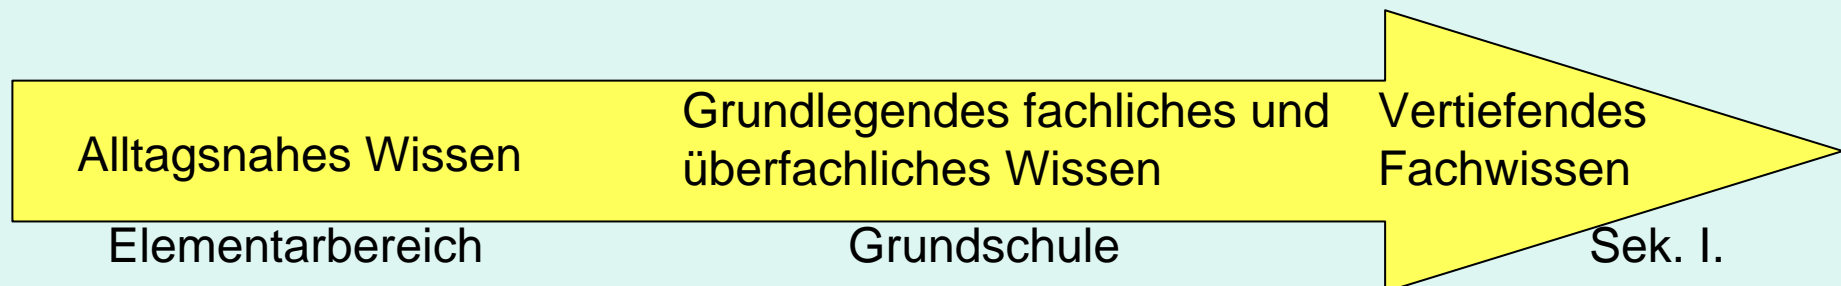 Alltagsnahes Wissen
Grundlegendes fachliches und
überfachliches Wissen
Vertiefendes
Fachwissen
Elementarbereich
Grundschule
Sek. I.